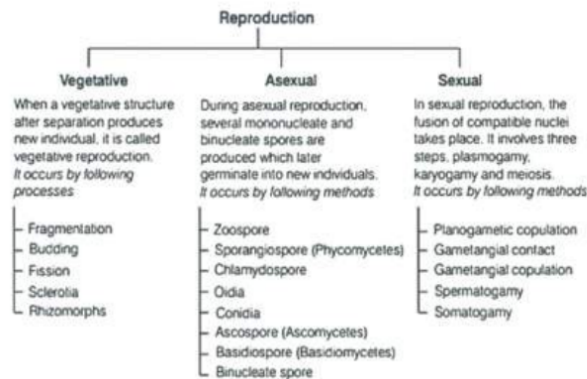 Reproduction
Vegetative
When a vegetative structure
after separation produces
new individual, it is called
vegetative reproduction.
It occurs by following
processes
Fragmentation
Budding
Fission
Sclerotia
Rhizomorphs
Asexual
During asexual reproduction,
several mononucleate and
binucleate spores are
produced which later
germinate into new individuals.
It occurs by following methods
Zoospore
Sporangiospore (Phycomycetes)
Chlamydospore
Oidia
Conidia
Ascospore (Ascomycetes)
Basidiospore (Basidiomycetes)
Binucleate spore
Sexual
In sexual reproduction, the
fusion of compatible nuclei
takes place. It involves three
steps, plasmogamy,
karyogamy and meiosis.
It occurs by following methods
Planogametic copulation
Gametangial contact
Gametangial copulation
Spermatogamy
Somatogamy